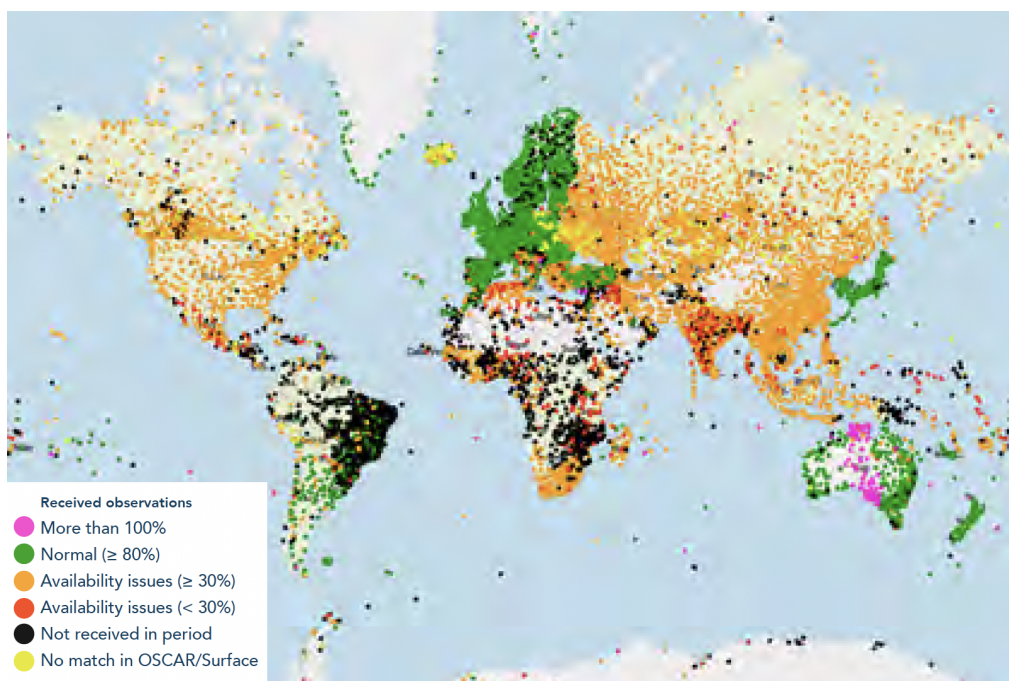 Received observations
More than 100%
Normal (≥ 80%)
Availability issues (≥ 30%)
Availability issues (< 30%)
Not received in period
No match in OSCAR/Surface